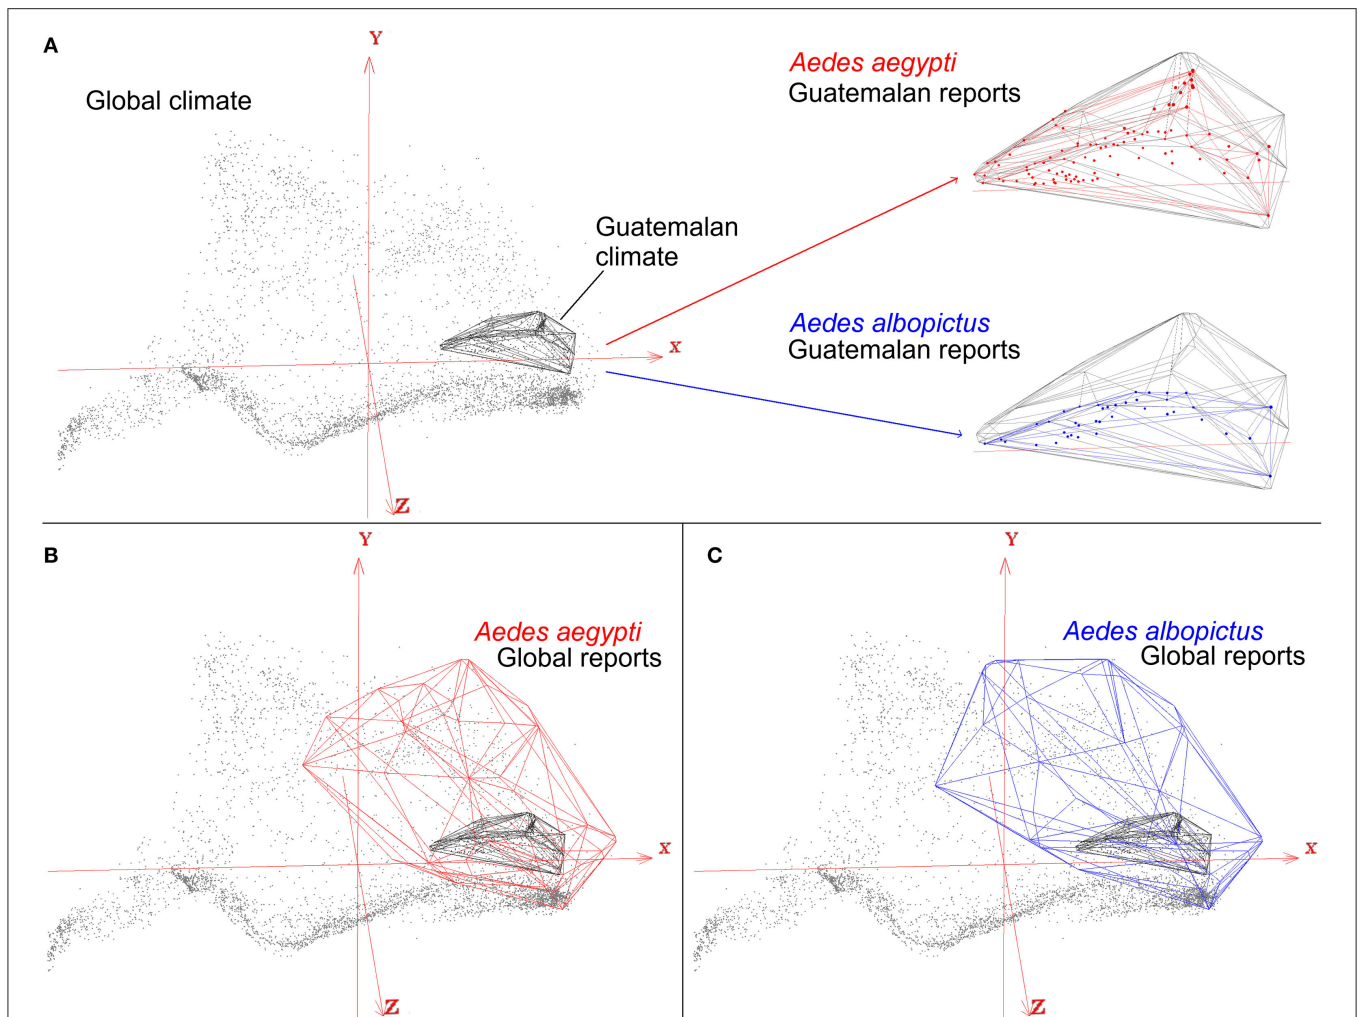 A
Y
Global climate
Aedes aegypti
Guatemalan reports
Guatemalan
climate
x
Aedes albopictus
Guatemalan reports
Z
B
Y
Aedes aegypti
Global reports
x
Z
C
Y
Aedes albopictus
Global reports
x
Z